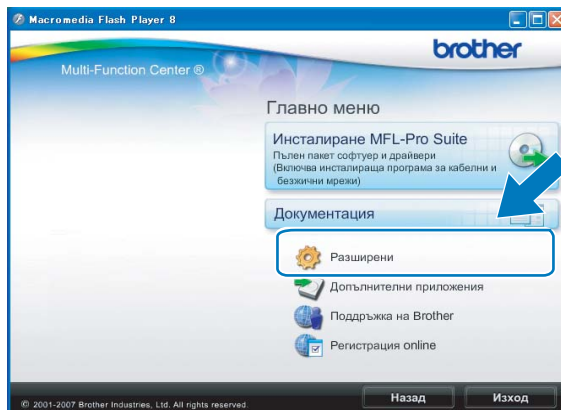 Macromedia Flash Player 8
brother
Multi-Function Center ®
Главно меню
Инсталиране MFL-Pro Suite
Пълен пакет софтуер и драйвери
(Включва инсталираща програма за кабелни и
безжични мрежи)
Документация
Разширени
Допълнителни приложения
Поддръжка на Brother
Регистрация online
© 2001-2007 Brother Industries, Ltd. All rights reserved.
Назад
Изход